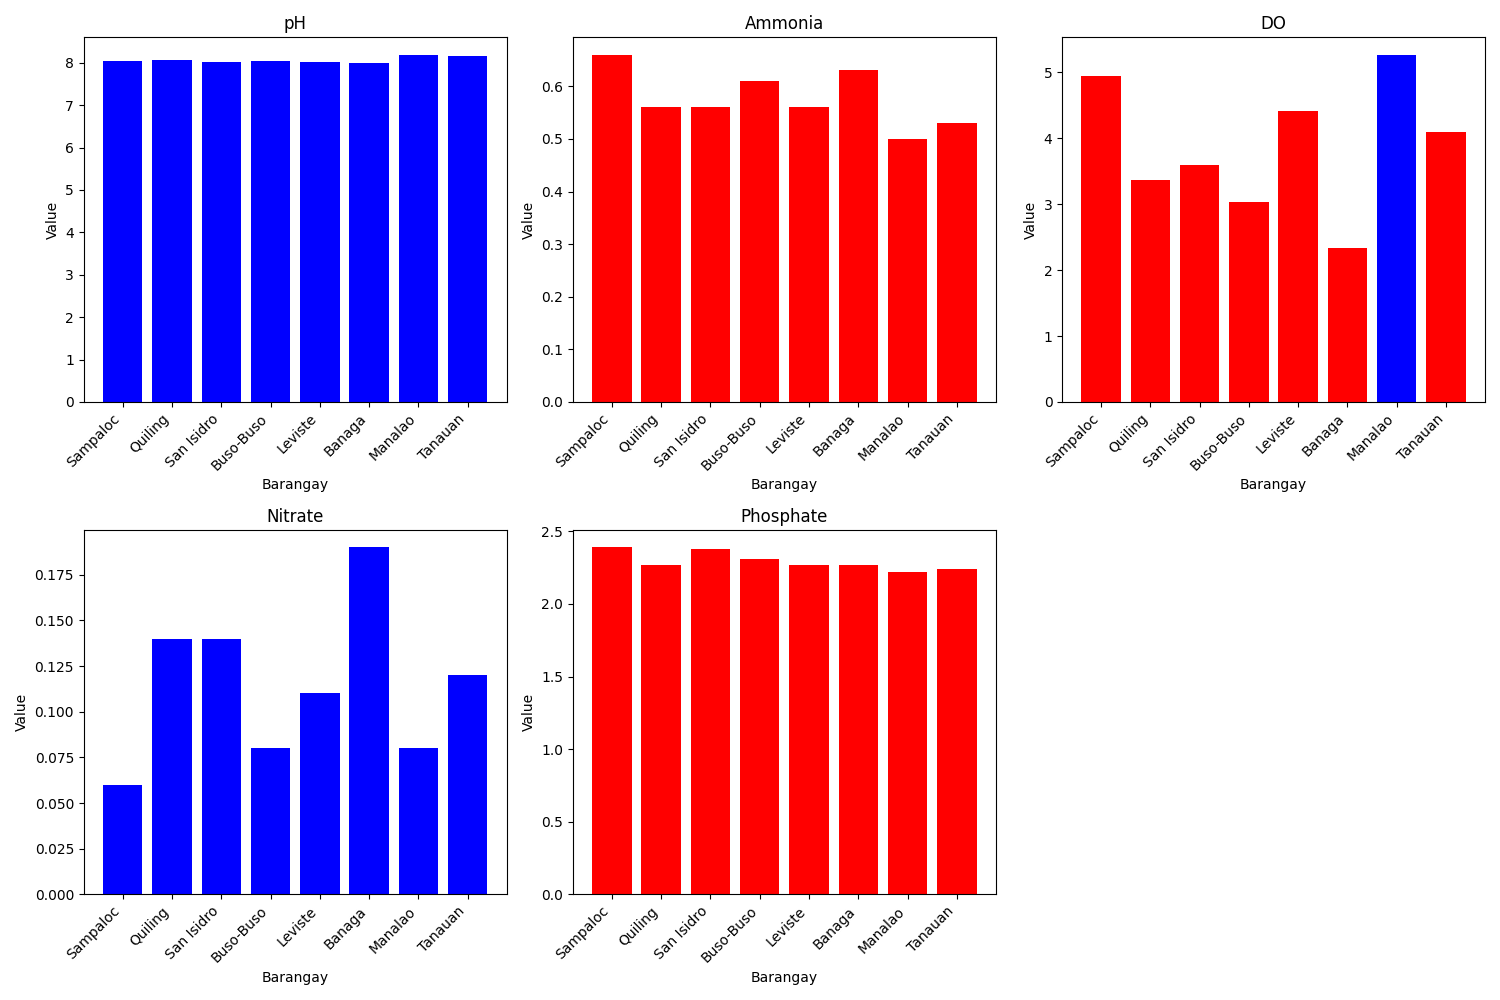 pH
Value
8
7
6
5
4
3
2
1
0
Sampaloc
Quiling
San Isidro
Buso-Buso
Leviste
Banaga
Manalao
Tanauan
Barangay
Ammonia
Value
0.6
0.5
0.4
0.3
0.2
0.1
0.0
Sampaloc
Quiling
San Isidro
Buso-Buso
Leviste
Banaga
Manalao
Tanauan
Barangay
DO
Value
5
4
3
2
1
0
Sampaloc
Quiling
San Isidro
Buso-Buso
Leviste
Banaga
Manalao
Tanauan
Barangay
Nitrate
Value
0.175
0.150
0.125
0.100
0.075
0.050
0.025
0.000
Sampaloc
Quiling
San Isidro
Buso-Buso
Leviste
Banaga
Manalao
Tanauan
Barangay
Phosphate
Value
2.5
2.0
1.5
1.0
0.5
0.0
Sampaloc
Quiling
San Isidro
Buso-Buso
Leviste
Banaga
Manalao
Tanauan
Barangay